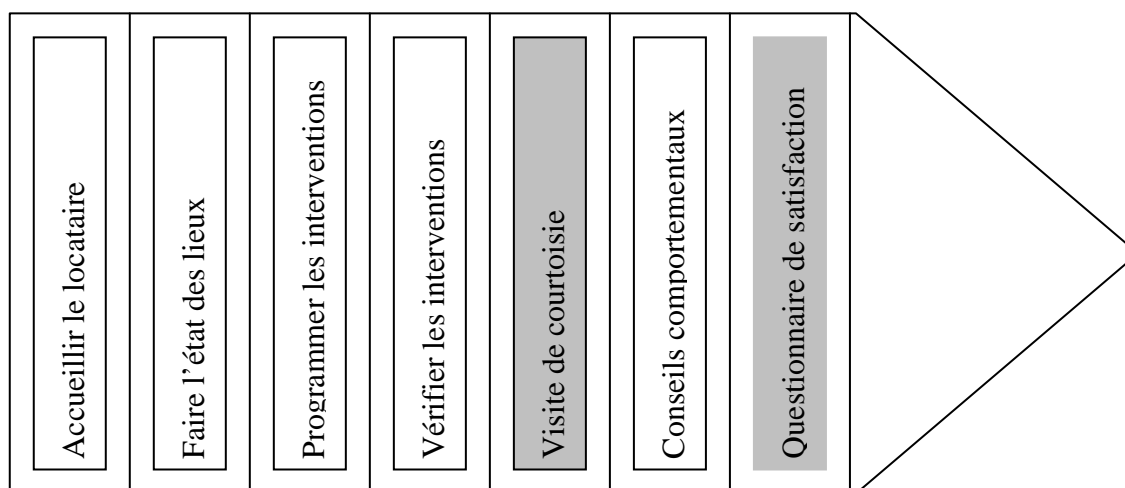 Accueillir le locataire
Faire l'état des lieux
Programmer les interventions
Vérifier les interventions
Visite de courtoisie
Conseils comportementaux
Questionnaire de satisfaction